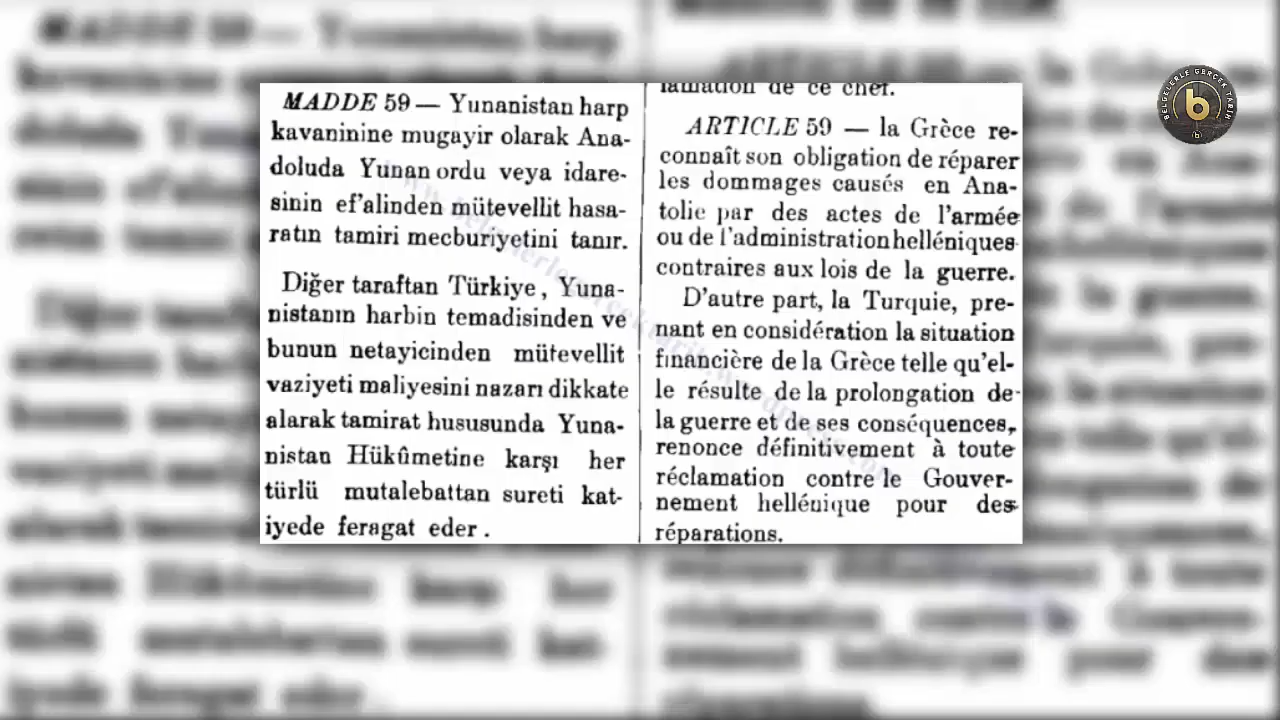 MADDE 59 — Yunanistan harp
kavaninine mugayir olarak Ana-
doluda Yunan ordu veya idare-
sinin ef'alinden mütevellit hasa-
ratın tamiri mecburiyetini tanır.
Diğer taraftan Türkiye, Yuna-
nistanın harbin temadisinden ve
bunun netayicinden mütevellit
vaziyeti maliyesini nazarı dikkate
alarak tamirat hususunda Yuna-
nistan Hükûmetine karşı her
türlü mutalebattan sureti kat-
iyede feragat eder.
lamation de ce chef.
ARTICLE 59 — la Grèce re-
connaît son obligation de réparer
les dommages causés en Ana-
tolie par des actes de l'armée
ou de l'administration helléniques
contraires aux lois de la guerre.
D'autre part, la Turquie, pre-
nant en considération la situation
financière de la Grèce telle qu'el-
le résulte de la prolongation de
la guerre et de ses conséquences,
renonce définitivement à toute
réclamation contre le Gouver-
nement hellénique pour des
réparations.
BELGELERLE GERÇEK TARİH
b